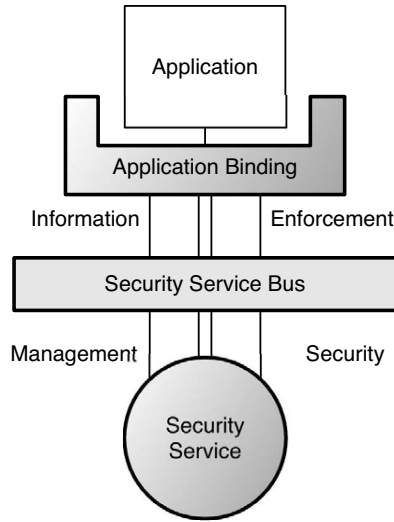 Application
Application Binding
Information
Enforcement
Security Service Bus
Management
Security
Security
Service